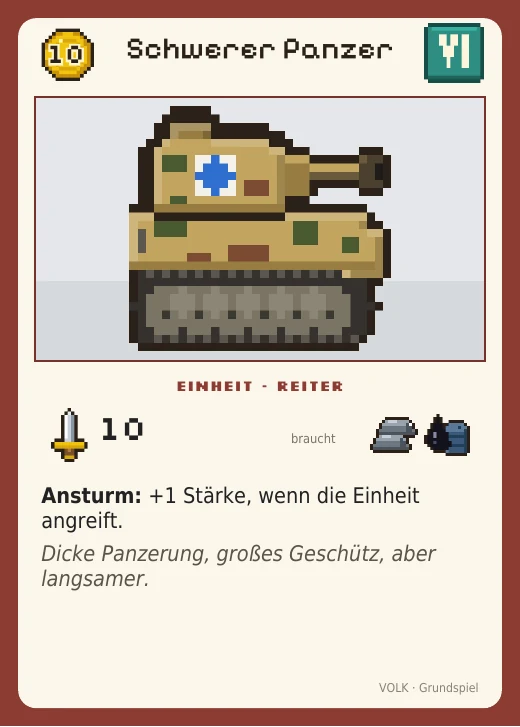 10
Schwerer Panzer
VI
EINHEIT - REITER
10
braucht
Ansturm: +1 Stärke, wenn die Einheit
angreift.
Dicke Panzerung, großes Geschütz, aber
langsamer.
VOLK · Grundspiel